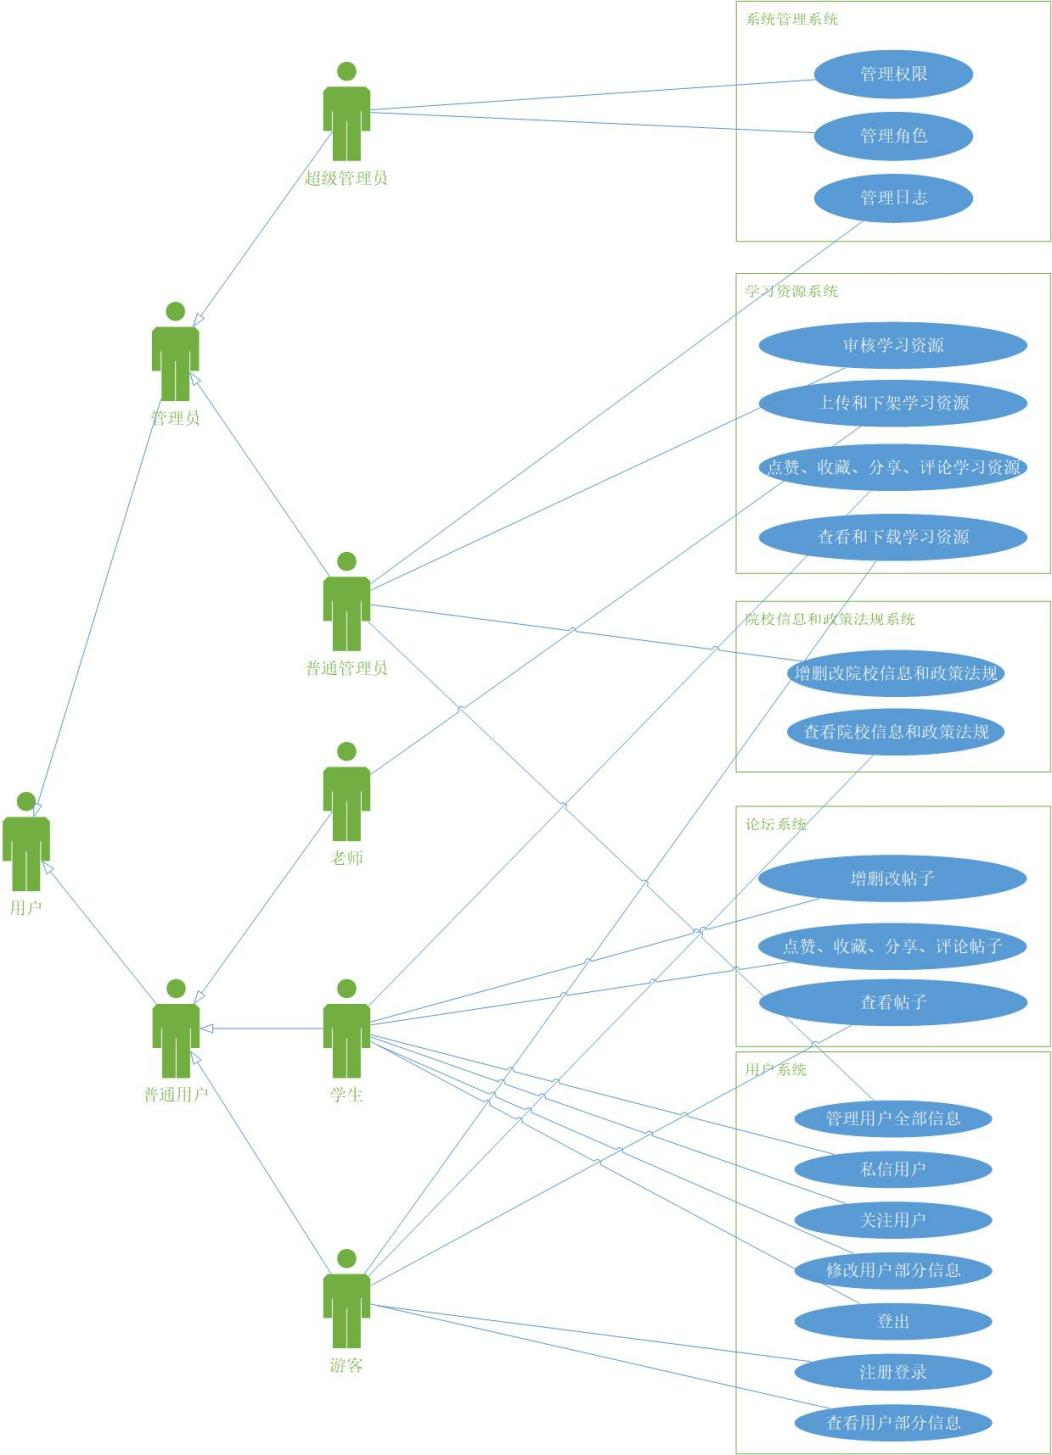 系统管理系统
管理权限
管理角色
管理日志
超级管理员
学习资源系统
审核学习资源
上传和下架学习资源
点赞、收藏、分享、评论学习资源
查看和下载学习资源
管理员
院校信息和政策法规系统
增删改院校信息和政策法规
查看院校信息和政策法规
普通管理员
论坛系统
增删改帖子
点赞、收藏、分享、评论帖子
查看帖子
老师
用户
用户系统
管理用户全部信息
私信用户
关注用户
修改用户部分信息
登出
注册登录
查看用户部分信息
普通用户
学生
游客